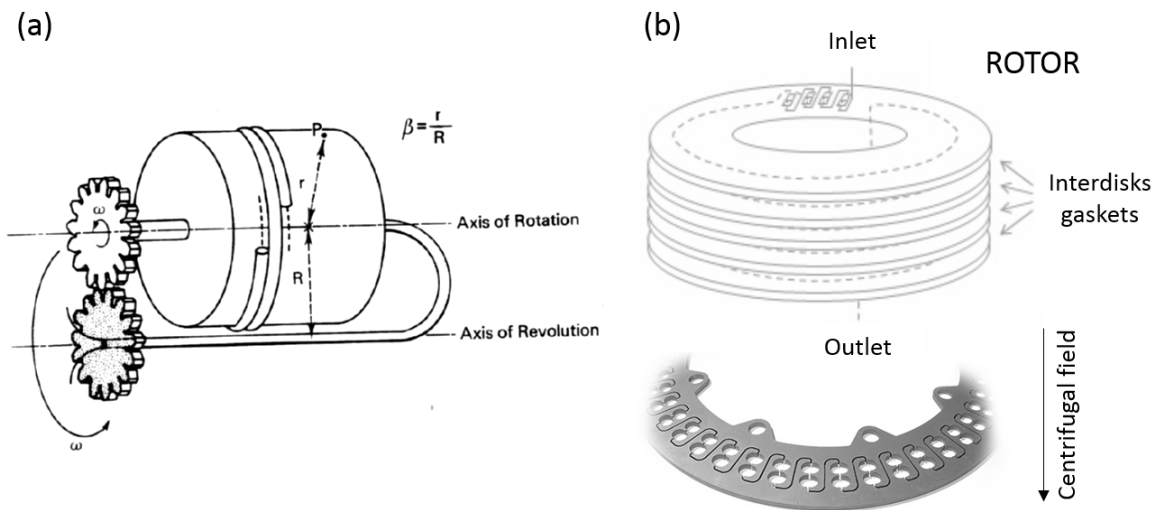 (a)
P
β = r/R
r
ω
Axis of Rotation
R
Axis of Revolution
ω
(b)
Inlet
ROTOR
Interdisks
gaskets
Outlet
Centrifugal field